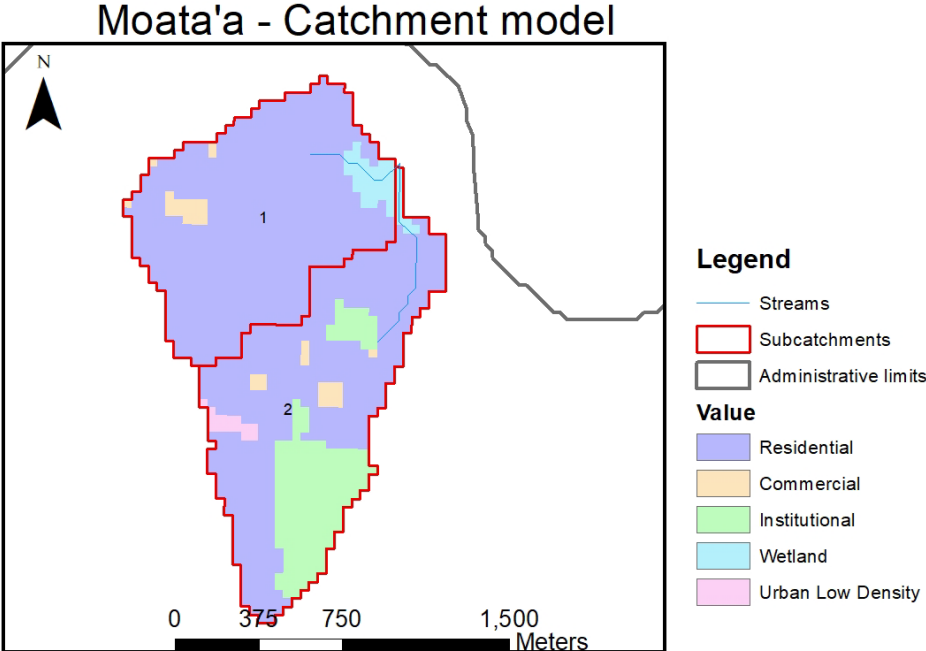 Moata'a - Catchment model
N
1
2
0 375 750 1,500
Meters
Legend
Streams
Subcatchments
Administrative limits
Value
Residential
Commercial
Institutional
Wetland
Urban Low Density